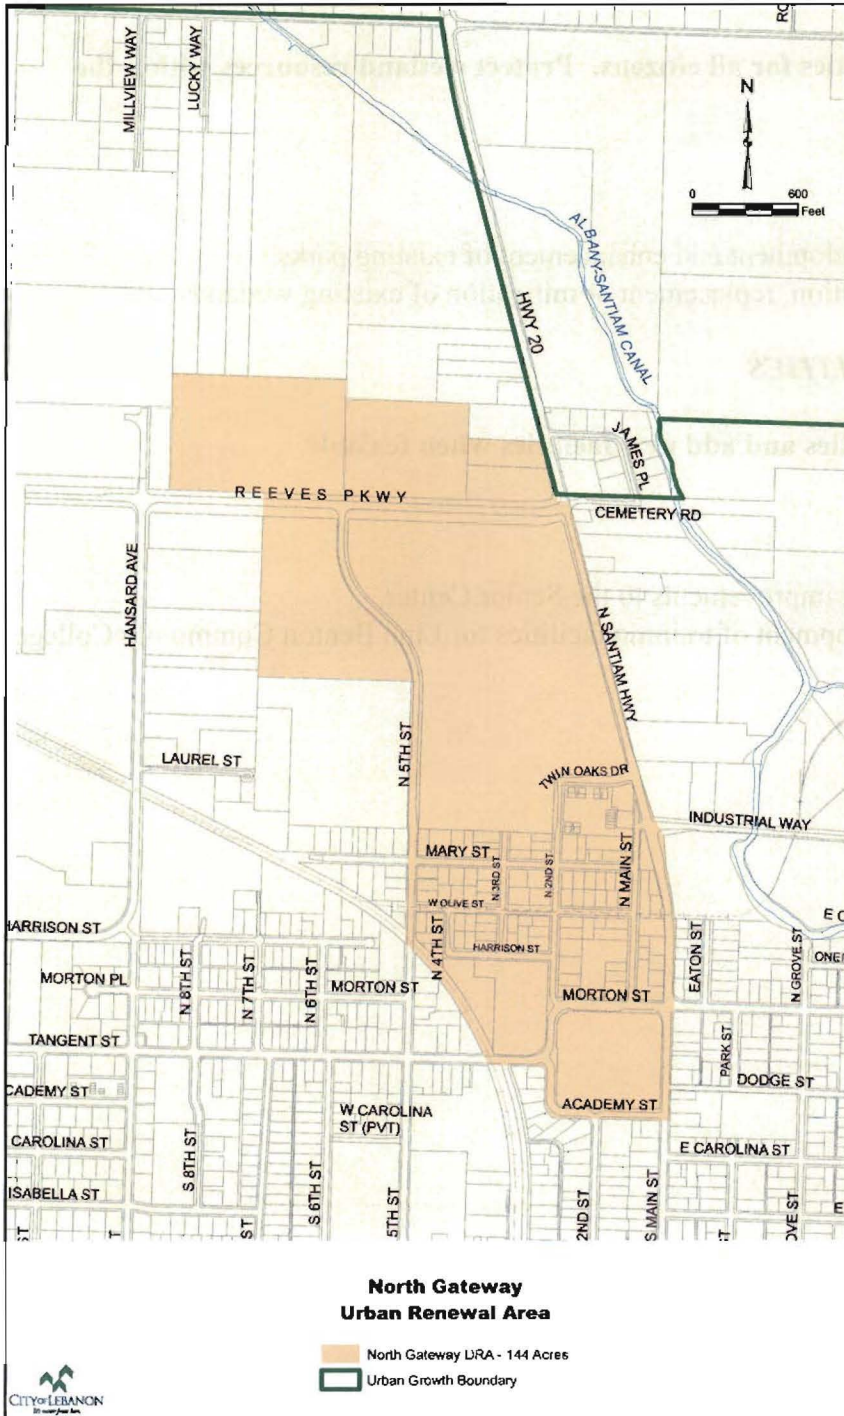 MILLVIEW WAY
LUCKY WAY
RO
N
0 600
Feet
ALBANY-SANTIAM CANAL
HWY 20
JAMES PL
REEVES PKWY
CEMETERY RD
HANSARD AVE
N SANTIAM HWY
N 5TH ST
LAUREL ST
TWIN OAKS DR
INDUSTRIAL WAY
MARY ST
N 3RD ST
N 2ND ST
N MAIN ST
W OLIVE ST
HARRISON ST
N 4TH ST
HARRISON ST
EATON ST
N GROVE ST
MORTON PL
N 8TH ST
N 7TH ST
N 6TH ST
MORTON ST
MORTON ST
TANGENT ST
PARK ST
DODGE ST
CADEMY ST
W CAROLINA
ST (PVT)
ACADEMY ST
CAROLINA ST
S 8TH ST
E CAROLINA ST
ISABELLA ST
S 6TH ST
5TH ST
2ND ST
S MAIN ST
OVE ST
ST
North Gateway
Urban Renewal Area
North Gateway URA - 144 Acres
Urban Growth Boundary
CITY OF LEBANON